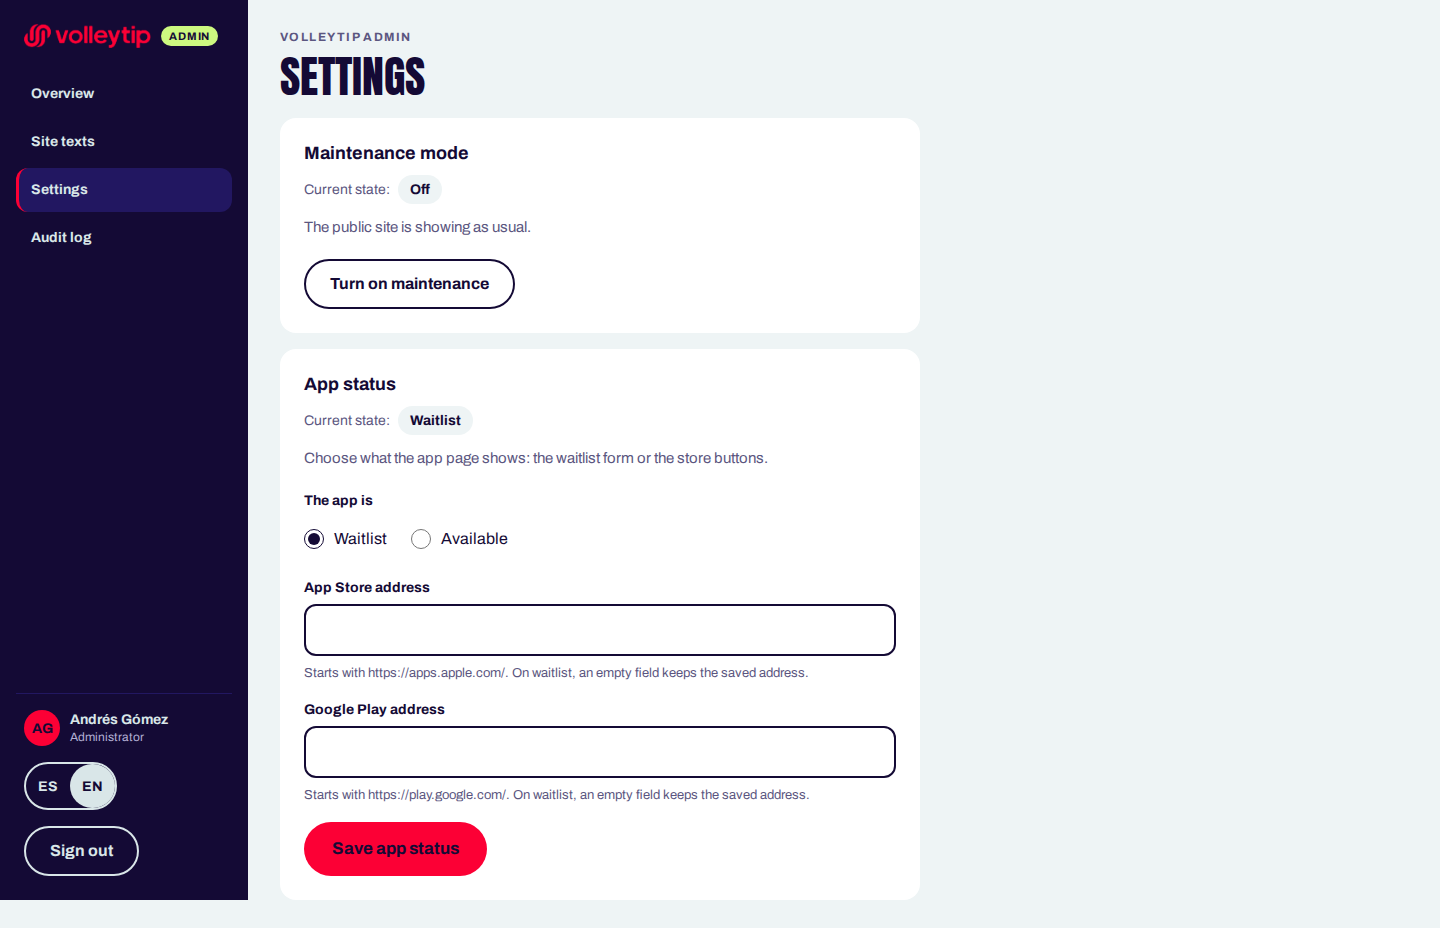 volleytip ADMIN
Overview
Site texts
Settings
Audit log
AG
Andrés Gómez
Administrator
ES EN
Sign out
VOLLEYTIP ADMIN
SETTINGS
Maintenance mode
Current state: Off
The public site is showing as usual.
Turn on maintenance
App status
Current state: Waitlist
Choose what the app page shows: the waitlist form or the store buttons.
The app is
Waitlist Available
App Store address
Starts with https://apps.apple.com/. On waitlist, an empty field keeps the saved address.
Google Play address
Starts with https://play.google.com/. On waitlist, an empty field keeps the saved address.
Save app status